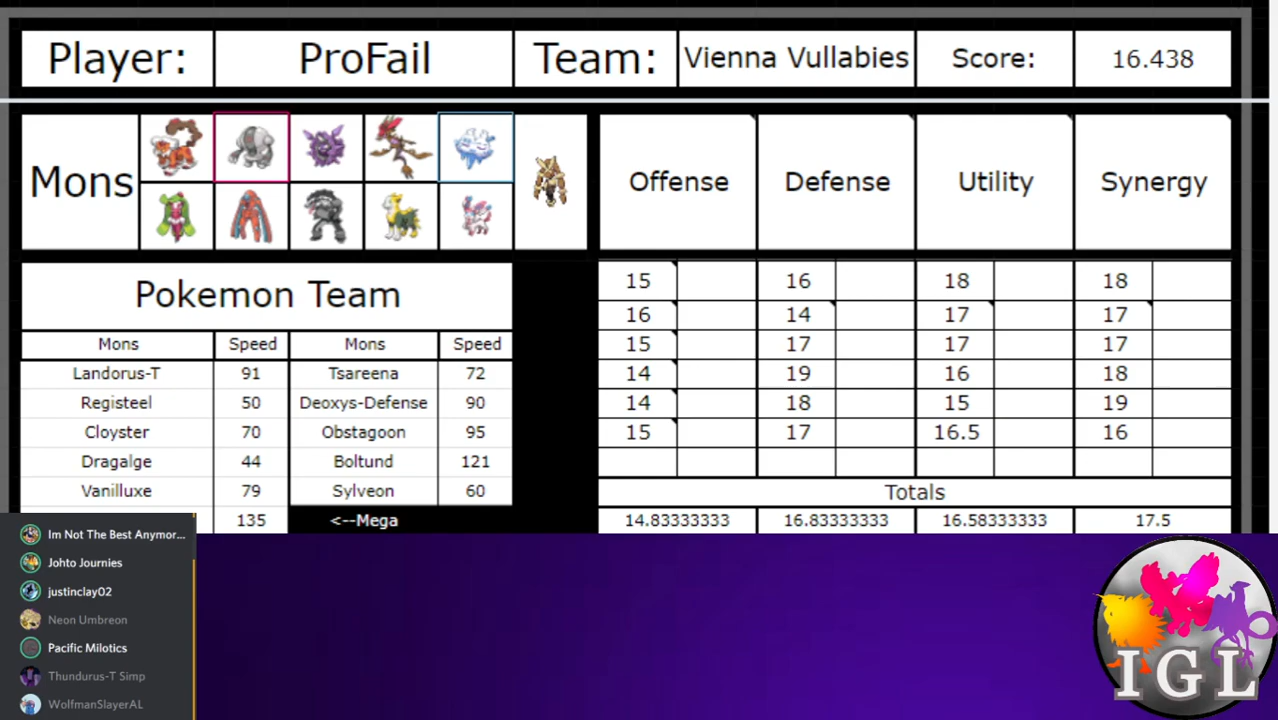 Player: ProFail Team: Vienna Vullabies Score: 16.438
Mons Offense Defense Utility Synergy
Pokemon Team
Mons Speed Mons Speed
Landorus-T 91 Tsareena 72
Registeel 50 Deoxys-Defense 90
Cloyster 70 Obstagoon 95
Dragalge 44 Boltund 121
Vanilluxe 79 Sylveon 60
135 <--Mega
15 16 18 18
16 14 17 17
15 17 17 17
14 19 16 18
14 18 15 19
15 17 16.5 16
Totals
14.83333333 16.83333333 16.58333333 17.5
Im Not The Best Anymor...
Johto Journies
justinclay02
Neon Umbreon
Pacific Milotics
Thundurus-T Simp
WolfmanSlayerAL
IGL